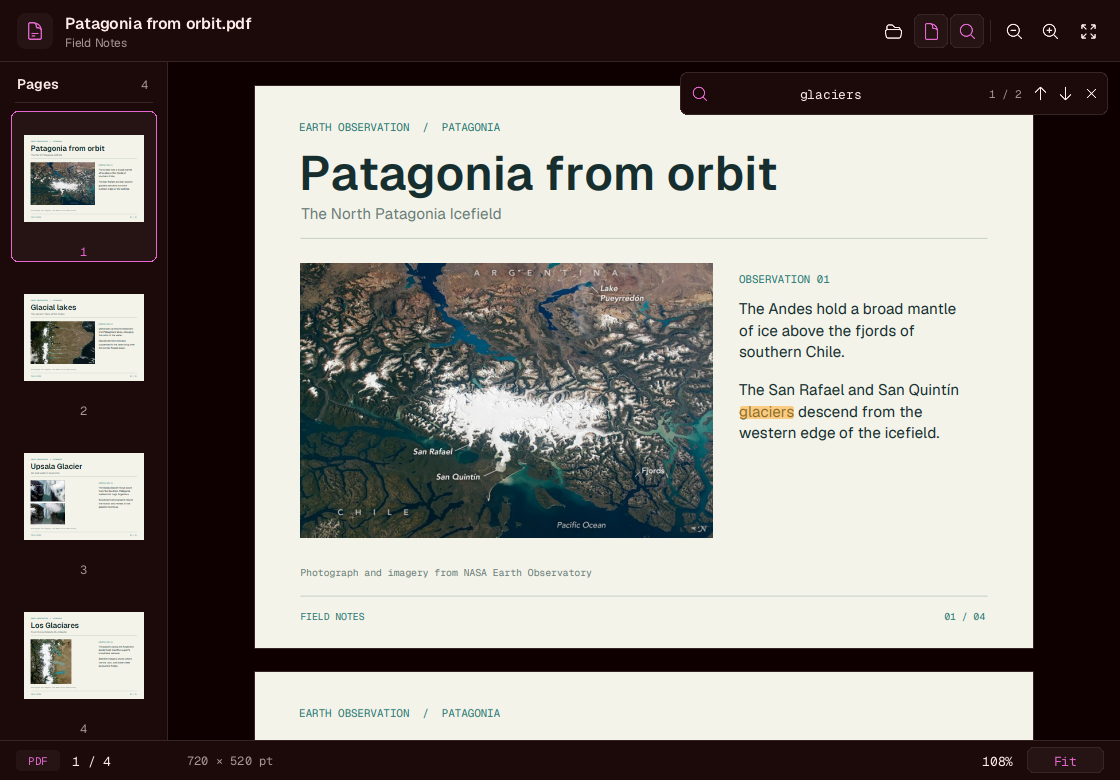 Patagonia from orbit.pdf
Field Notes
Pages 4
glaciers 1 / 2
Patagonia from orbit
1
Glacial lakes
2
Upsala Glacier
3
Los Glaciares
4
EARTH OBSERVATION / PATAGONIA
Patagonia from orbit
The North Patagonia Icefield
ARGENTINA
Lake
Pueyrredón
San Rafael
San Quintín
Fjords
CHILE
Pacific Ocean
N
OBSERVATION 01
The Andes hold a broad mantle
of ice above the fjords of
southern Chile.
The San Rafael and San Quintín
glaciers descend from the
western edge of the icefield.
Photograph and imagery from NASA Earth Observatory
FIELD NOTES 01 / 04
EARTH OBSERVATION / PATAGONIA
PDF 1 / 4 720 × 520 pt 108% Fit